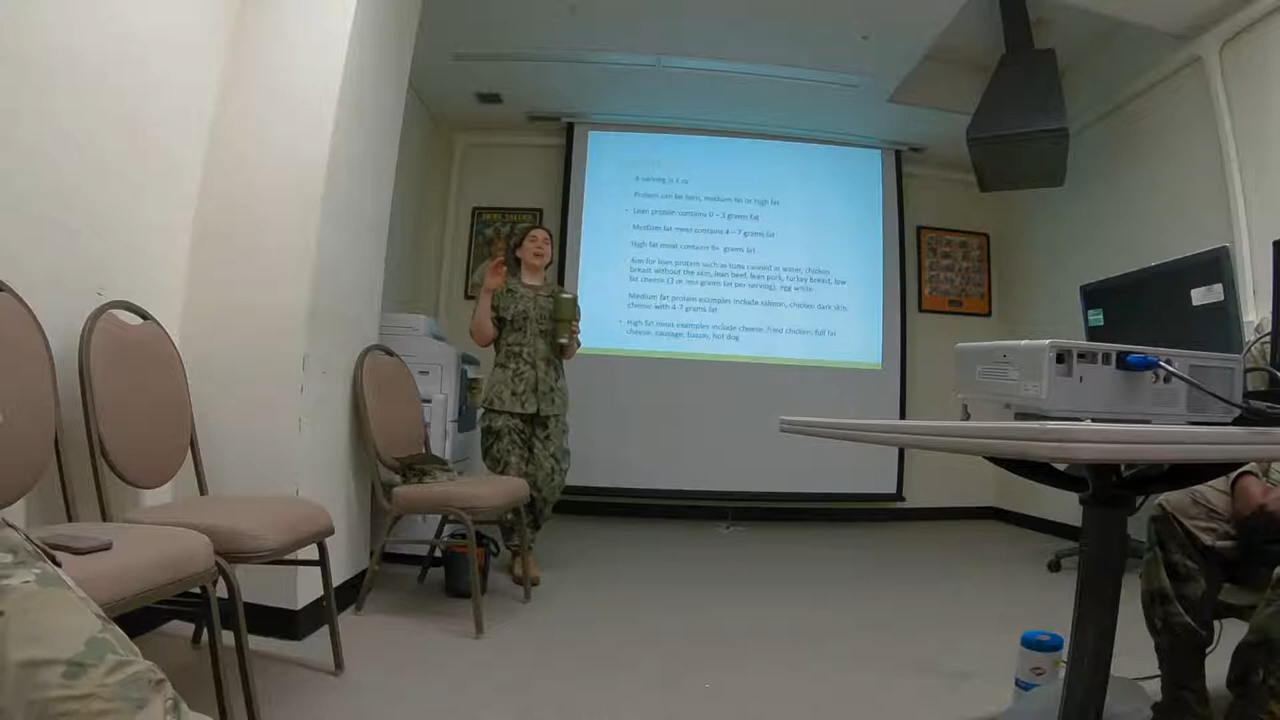 A serving is 1 oz
Protein can be lean, medium fat or high fat
• Lean protein contains 0 – 3 grams fat
Medium fat meat contains 4 – 7 grams fat
High fat meat contains 8+ grams fat
• Aim for lean protein such as tuna canned in water, chicken
breast without the skin, lean beef, lean pork, turkey breast, low
fat cheese (3 or less grams fat per serving), egg white
Medium fat protein examples include salmon, chicken dark skin
cheese with 4-7 grams fat
• High fat meat examples include cheese, fried chicken, full fat
cheese, sausage, bacon, hot dog